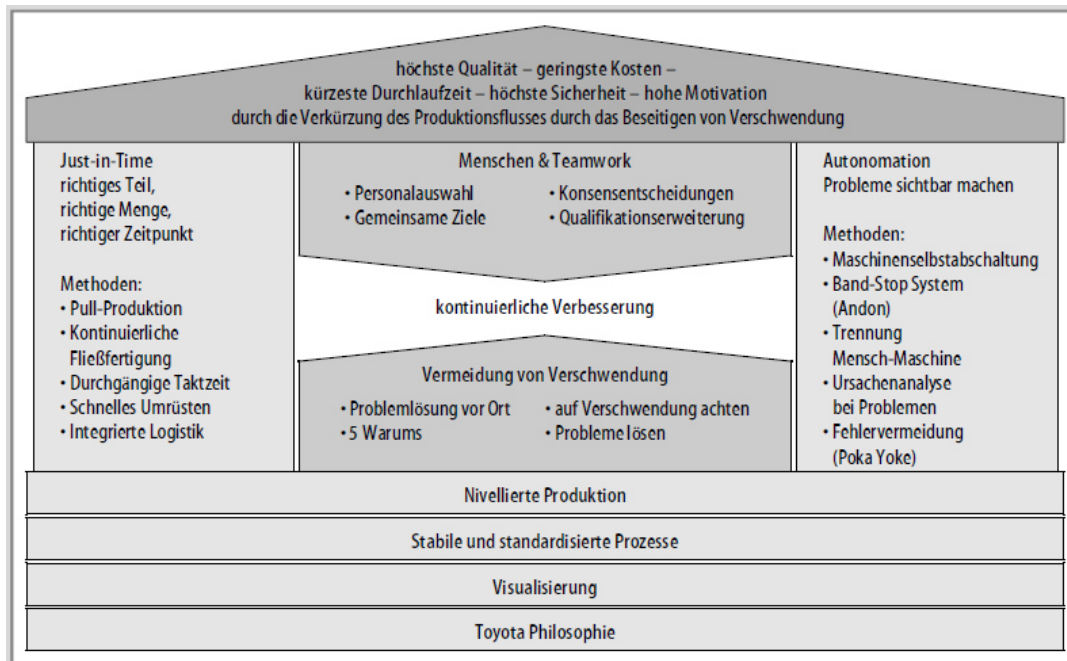 höchste Qualität – geringste Kosten –
kürzeste Durchlaufzeit – höchste Sicherheit – hohe Motivation
durch die Verkürzung des Produktionsflusses durch das Beseitigen von Verschwendung
Just-in-Time
richtiges Teil,
richtige Menge,
richtiger Zeitpunkt
Methoden:
• Pull-Produktion
• Kontinuierliche
Fließfertigung
• Durchgängige Taktzeit
• Schnelles Umrüsten
• Integrierte Logistik
Menschen & Teamwork
• Personalauswahl
• Gemeinsame Ziele
• Konsensentscheidungen
• Qualifikationserweiterung
kontinuierliche Verbesserung
Vermeidung von Verschwendung
• Problemlösung vor Ort
• 5 Warums
• auf Verschwendung achten
• Probleme lösen
Autonomation
Probleme sichtbar machen
Methoden:
• Maschinenselbstabschaltung
• Band-Stop System
(Andon)
• Trennung
Mensch-Maschine
• Ursachenanalyse
bei Problemen
• Fehlervermeidung
(Poka Yoke)
Nivellierte Produktion
Stabile und standardisierte Prozesse
Visualisierung
Toyota Philosophie